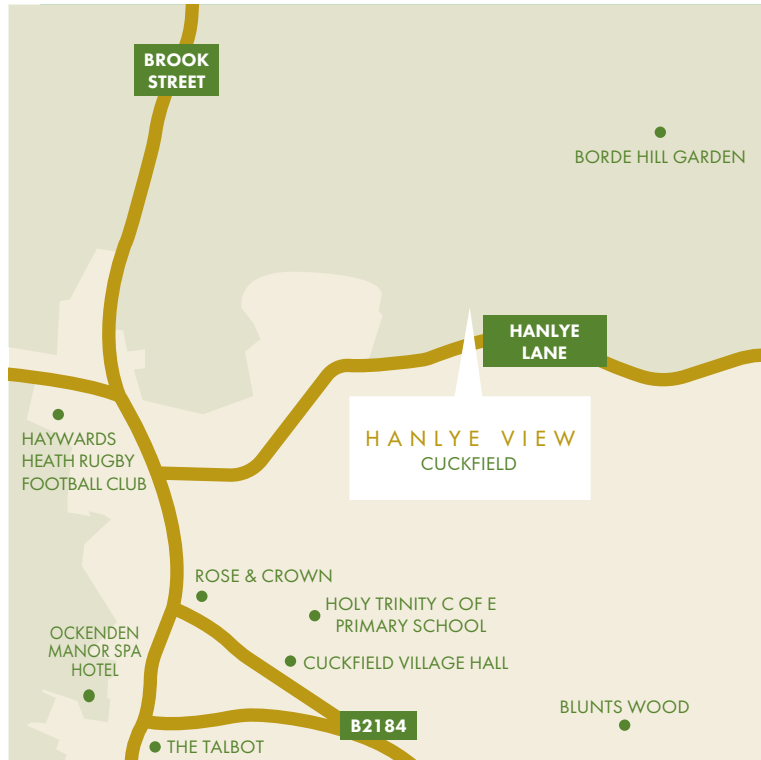 BROOK
STREET
BORDE HILL GARDEN
HANLYE
LANE
HANLYE VIEW
CUCKFIELD
HAYWARDS
HEATH RUGBY
FOOTBALL CLUB
ROSE & CROWN
HOLY TRINITY C OF E
PRIMARY SCHOOL
OCKENDEN
MANOR SPA
HOTEL
CUCKFIELD VILLAGE HALL
BLUNTS WOOD
B2184
THE TALBOT